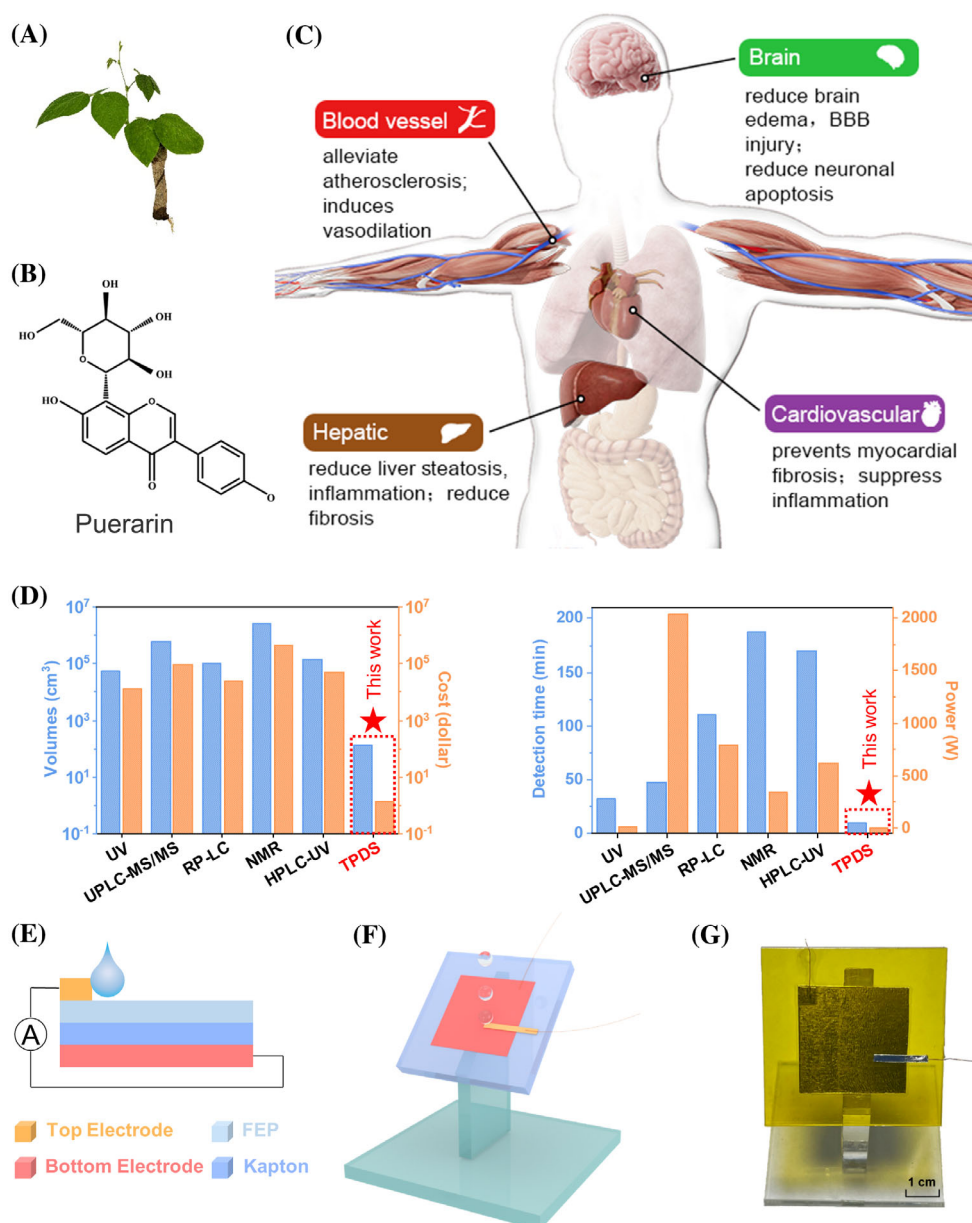 (A)
(B)
OH
HO
OH
O
OH
HO
O
O
O
Puerarin
(C)
Brain
reduce brain
edema，BBB
injury；
reduce neuronal
apoptosis
Blood vessel
alleviate
atherosclerosis;
induces
vasodilation
Hepatic
reduce liver steatosis,
inflammation；reduce
fibrosis
Cardiovascular
prevents myocardial
fibrosis；suppress
inflammation
(D)
Volumes (cm³)
10⁷
10⁵
10³
10¹
10⁻¹
UV
UPLC-MS/MS
RP-LC
NMR
HPLC-UV
TPDS
This work
10⁷
10⁵
10³
10¹
10⁻¹
Cost (dollar)
Detection time (min)
200
150
100
50
0
UV
UPLC-MS/MS
RP-LC
NMR
HPLC-UV
TPDS
This work
2000
1500
1000
500
0
Power (W)
(E)
A
Top Electrode
FEP
Bottom Electrode
Kapton
(F)
(G)
1 cm